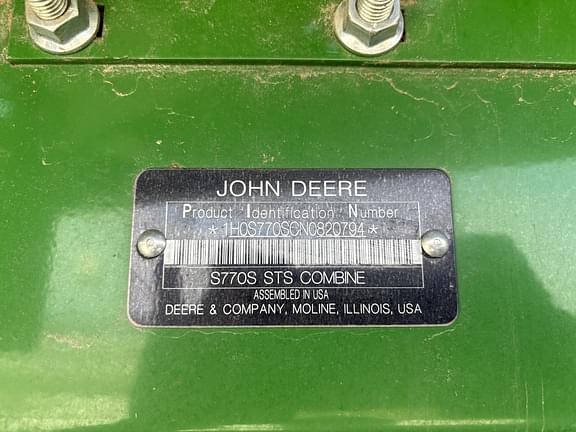 JOHN DEERE
Product Identification Number
*1H0S770SCN0820794*
S770S STS COMBINE
ASSEMBLED IN USA
DEERE & COMPANY, MOLINE, ILLINOIS, USA